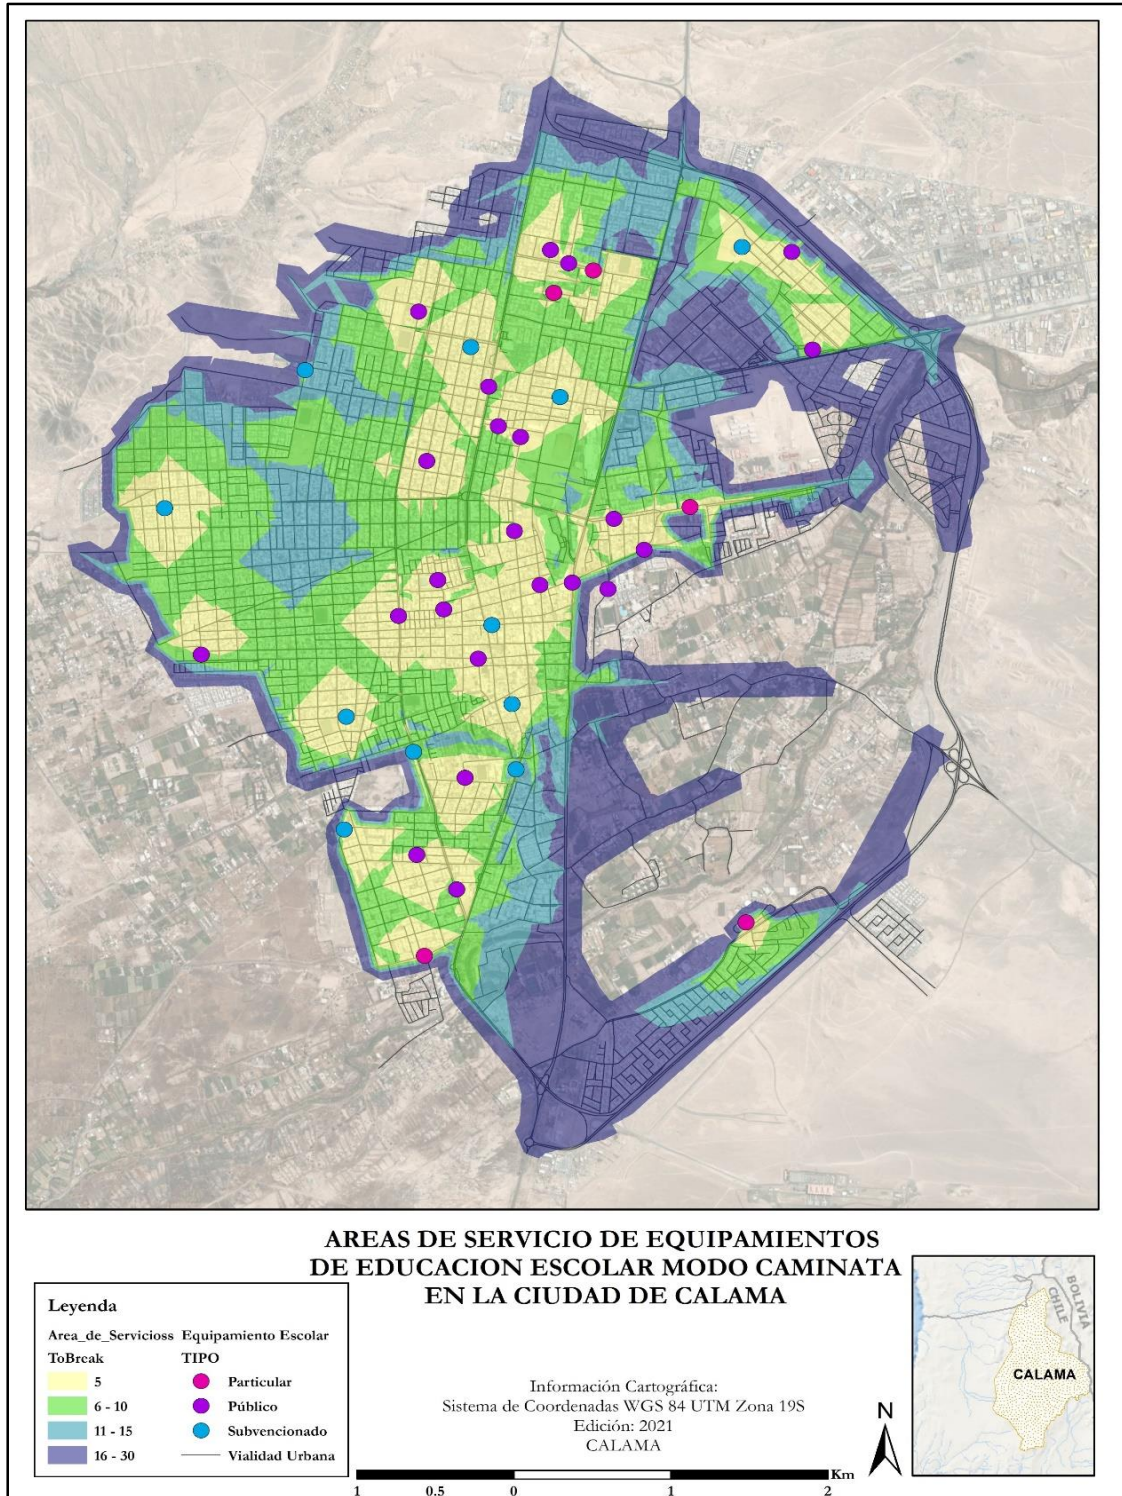 AREAS DE SERVICIO DE EQUIPAMIENTOS
DE EDUCACION ESCOLAR MODO CAMINATA
EN LA CIUDAD DE CALAMA
Leyenda
Area_de_Servicioss Equipamiento Escolar
ToBreak TIPO
5 Particular
6 - 10 Público
11 - 15 Subvencionado
16 - 30 Vialidad Urbana
Información Cartográfica:
Sistema de Coordenadas WGS 84 UTM Zona 19S
Edición: 2021
CALAMA
Km
1 0.5 0 1 2
N
BOLIVIA
CHILE
CALAMA